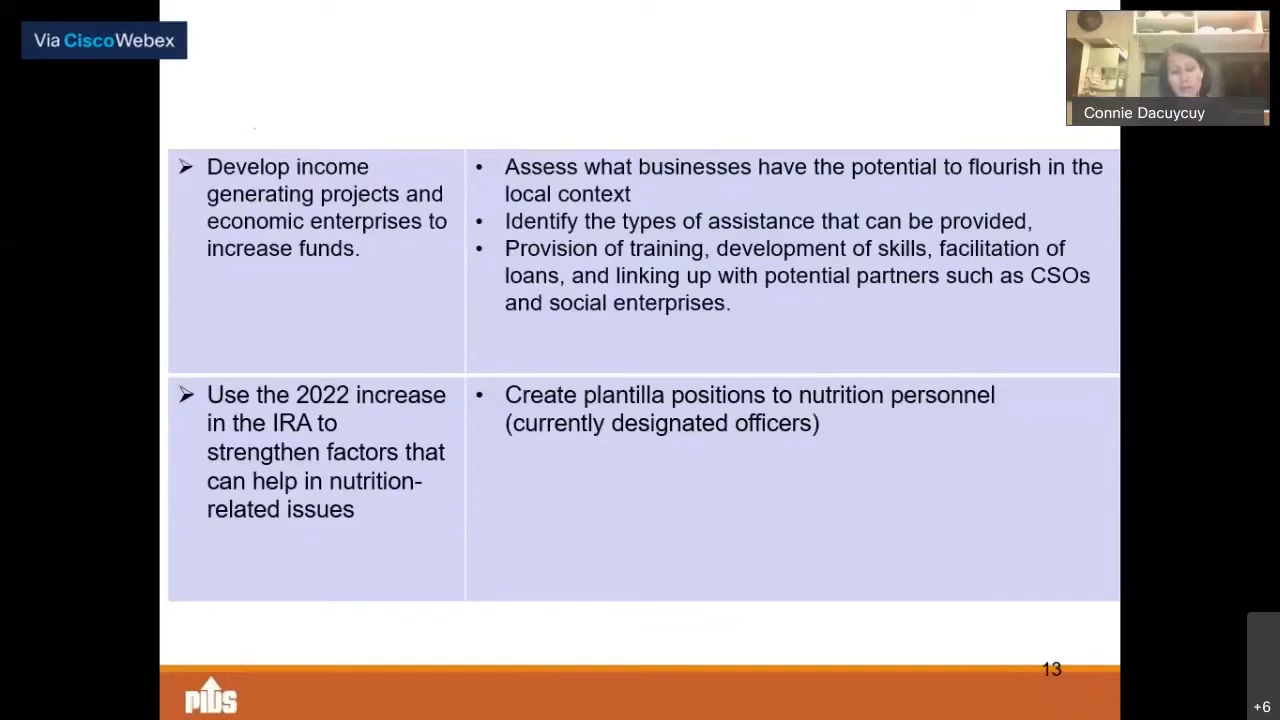 Via CiscoWebex
Connie Dacuycuy
➢ Develop income
generating projects and
economic enterprises to
increase funds.
• Assess what businesses have the potential to flourish in the
local context
• Identify the types of assistance that can be provided,
• Provision of training, development of skills, facilitation of
loans, and linking up with potential partners such as CSOs
and social enterprises.
➢ Use the 2022 increase
in the IRA to
strengthen factors that
can help in nutrition-
related issues
• Create plantilla positions to nutrition personnel
(currently designated officers)
13
PIDS
+6